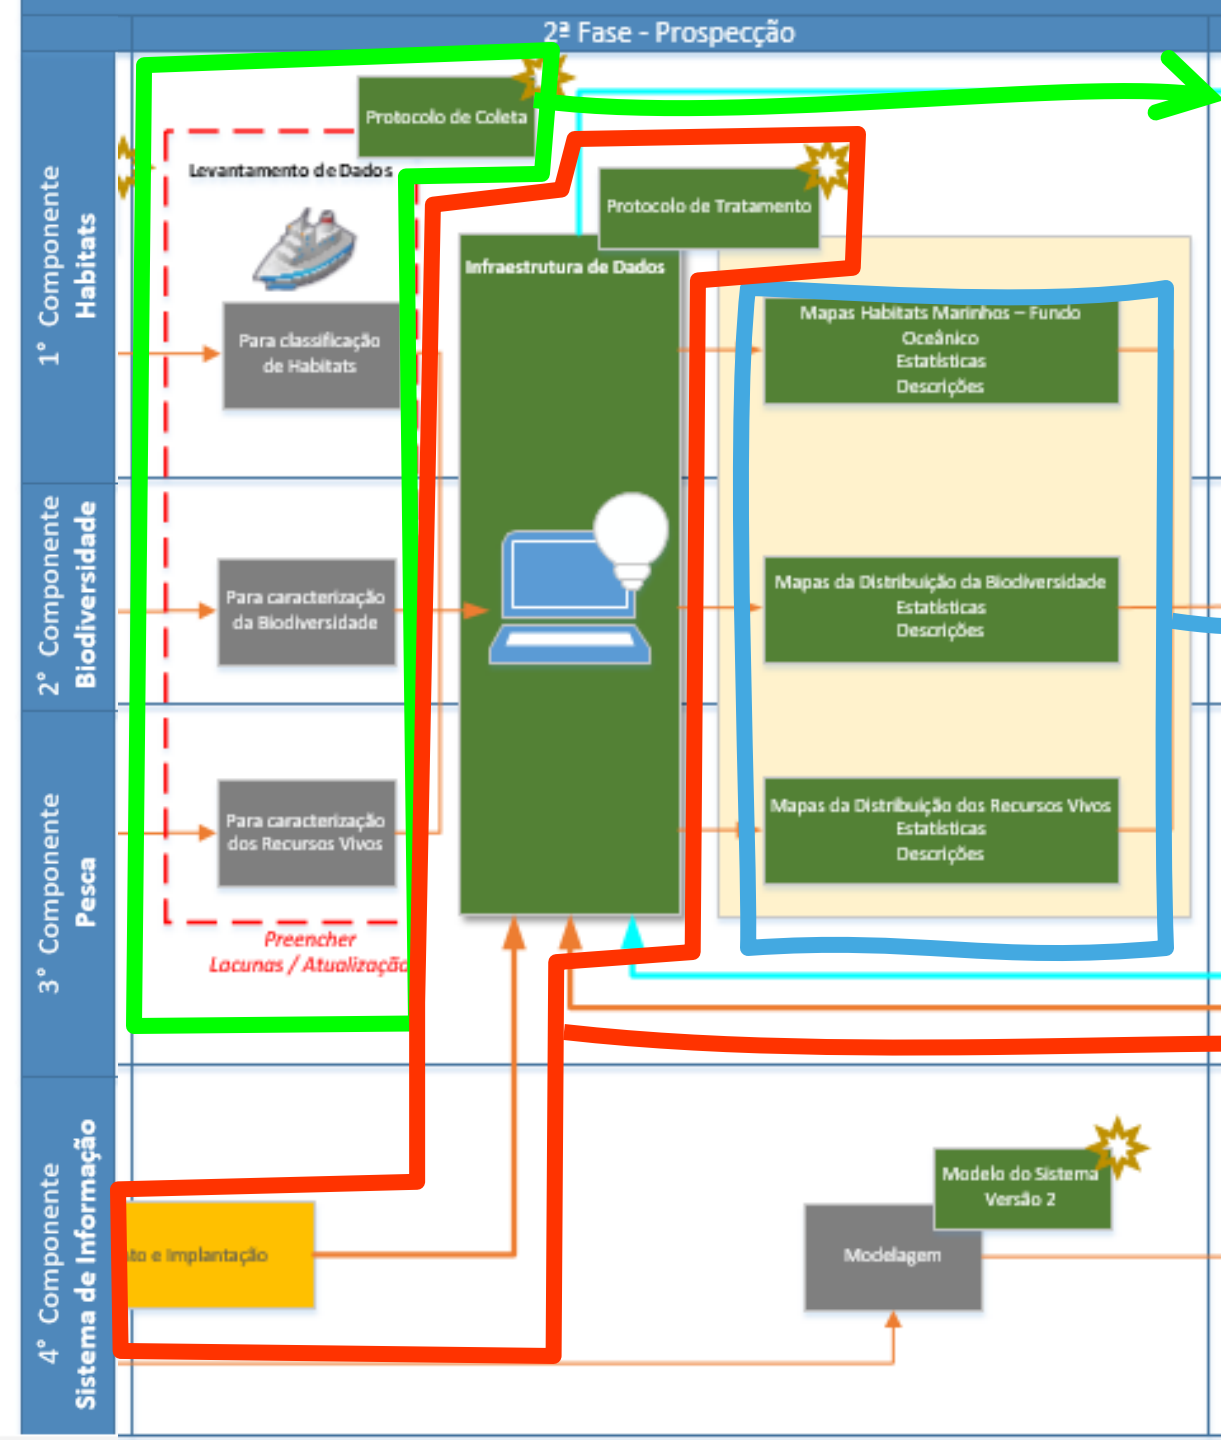 2ª Fase - Prospecção
1° Componente
Habitats
Protocolo de Coleta
Levantamento de Dados
Protocolo de Tratamento
Infraestrutura de Dados
Para classificação
de Habitats
Mapas Habitats Marinhos – Fundo
Oceânico
Estatísticas
Descrições
2° Componente
Biodiversidade
Para caracterização
da Biodiversidade
Mapas da Distribuição da Biodiversidade
Estatísticas
Descrições
3° Componente
Pesca
Para caracterização
dos Recursos Vivos
Mapas da Distribuição dos Recursos Vivos
Estatísticas
Descrições
Preencher
Lacunas / Atualização
4° Componente
Sistema de Informação
e Implantação
Modelo do Sistema
Versão 2
Modelagem